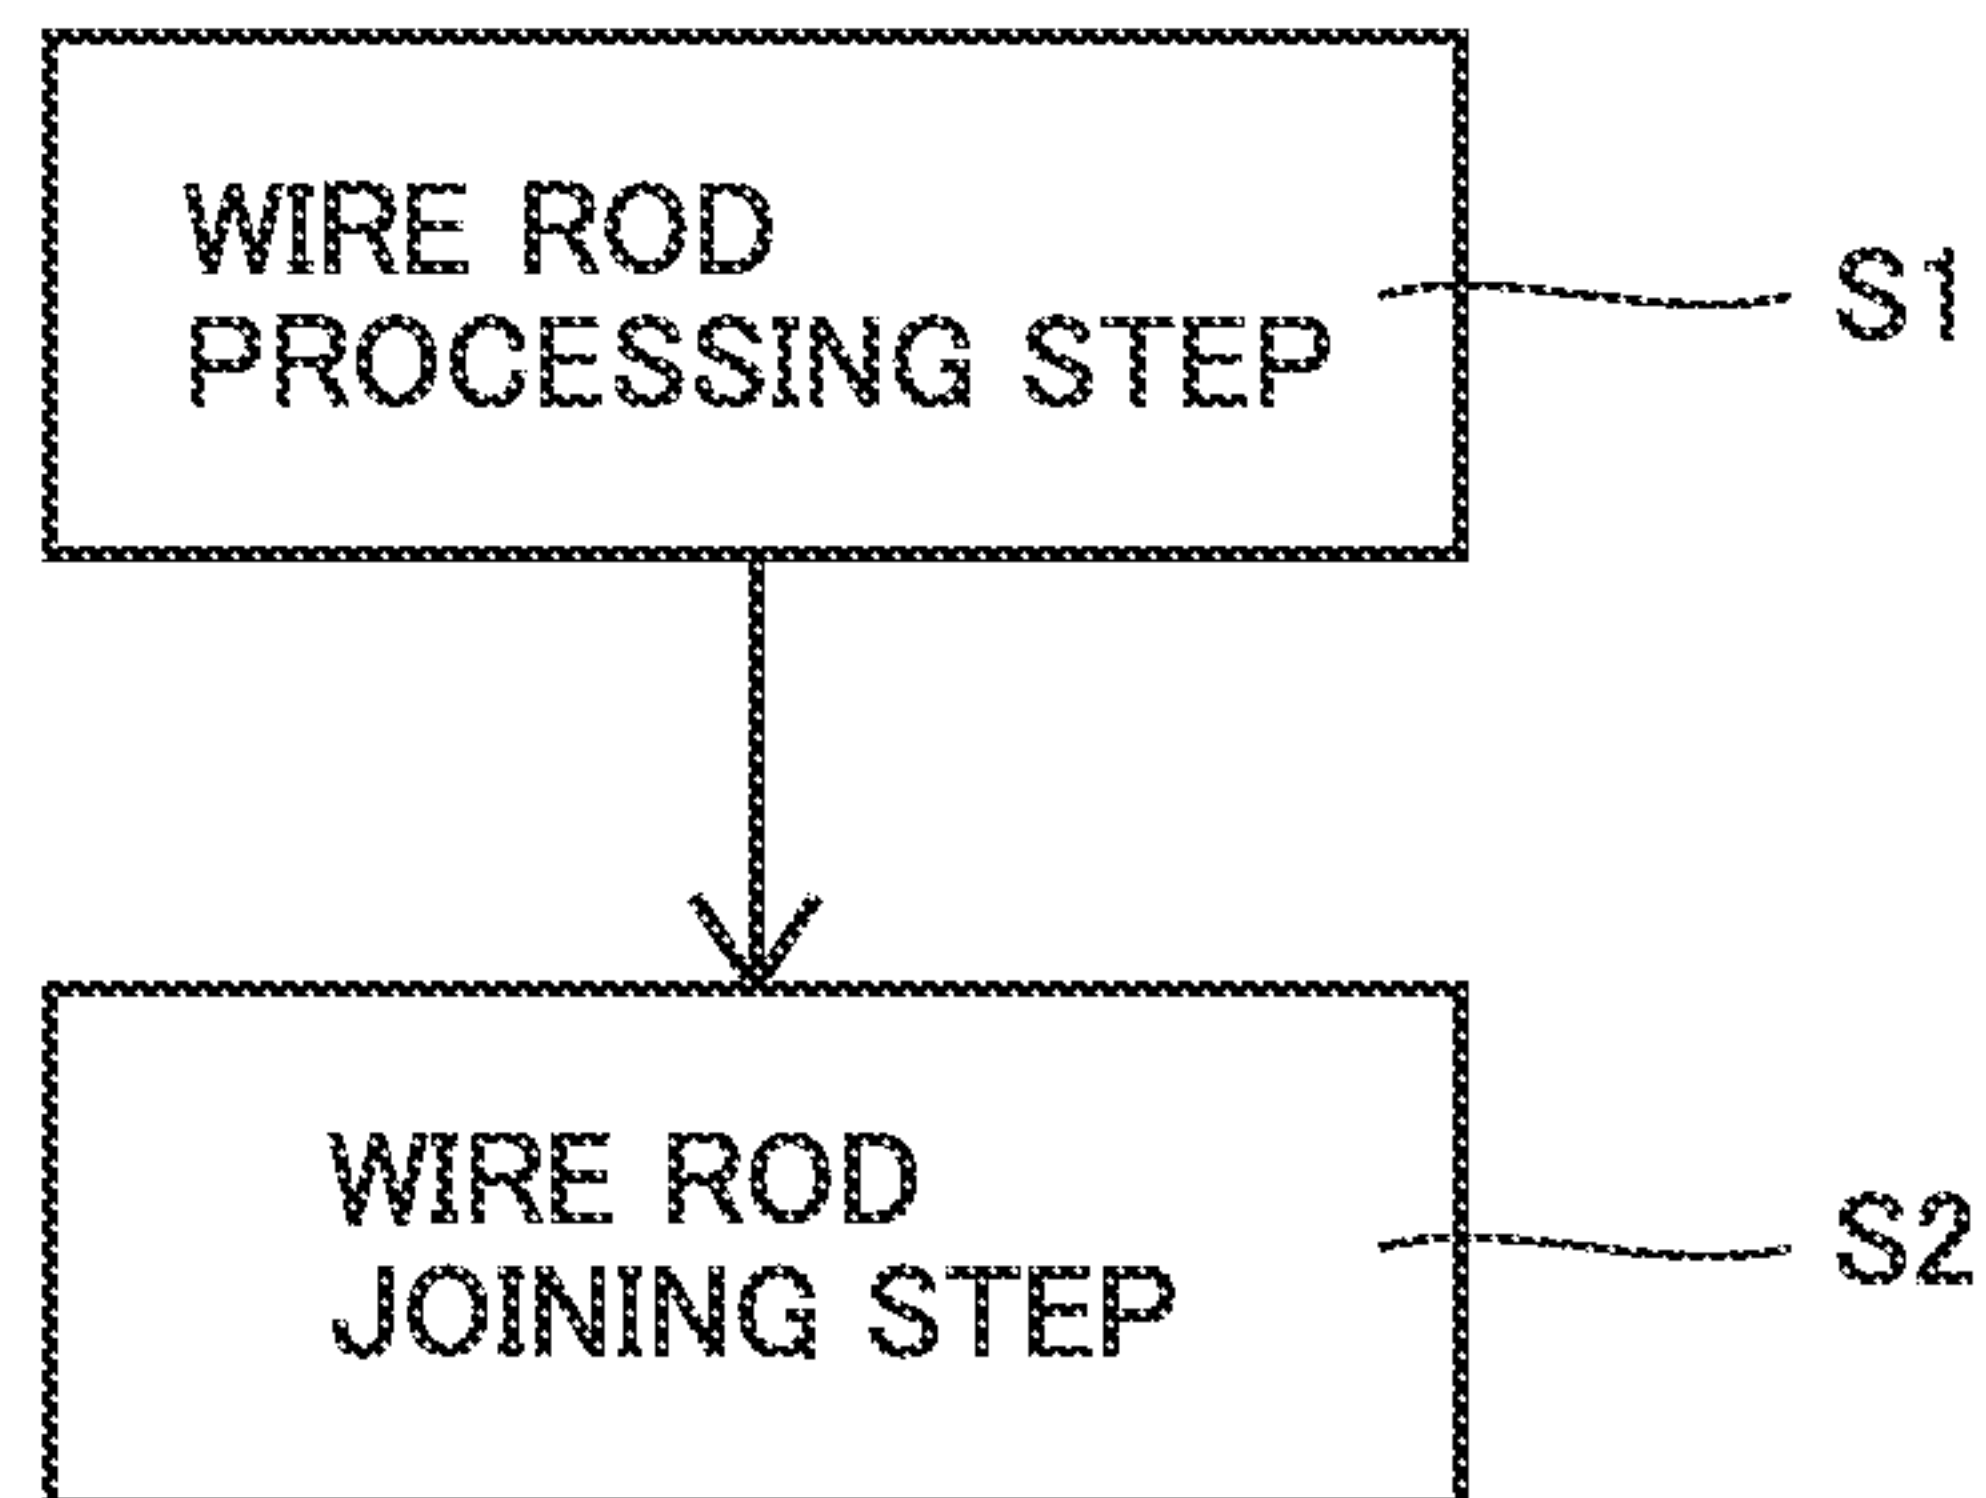 WIRE ROD
PROCESSING STEP
S1
WIRE ROD
JOINING STEP
S2